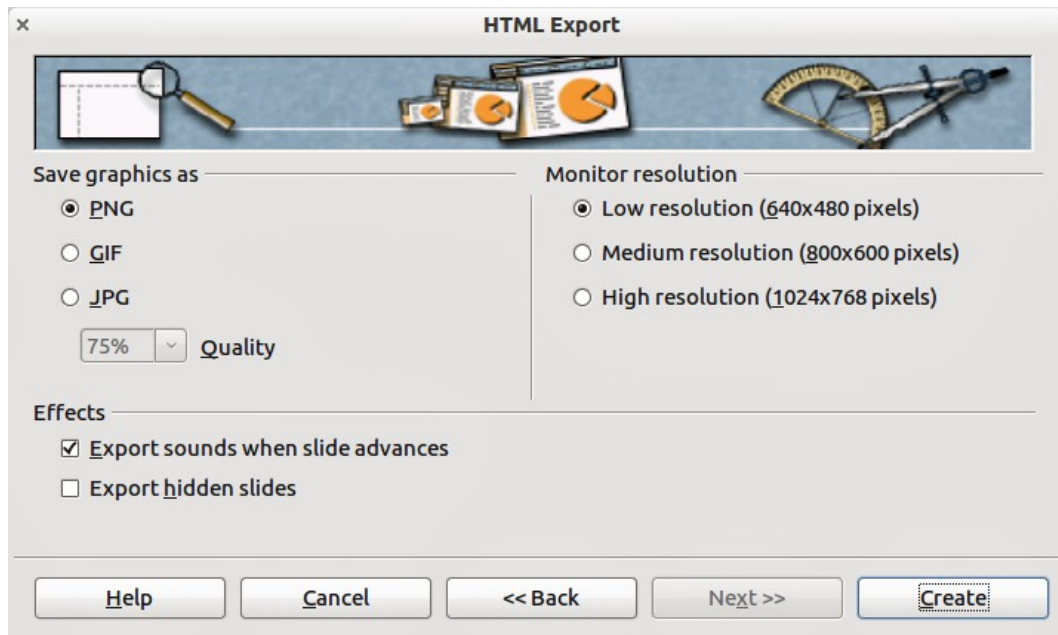 HTML Export
Save graphics as
PNG
GIF
JPG
75% Quality
Monitor resolution
Low resolution (640x480 pixels)
Medium resolution (800x600 pixels)
High resolution (1024x768 pixels)
Effects
Export sounds when slide advances
Export hidden slides
Help Cancel << Back Next >> Create